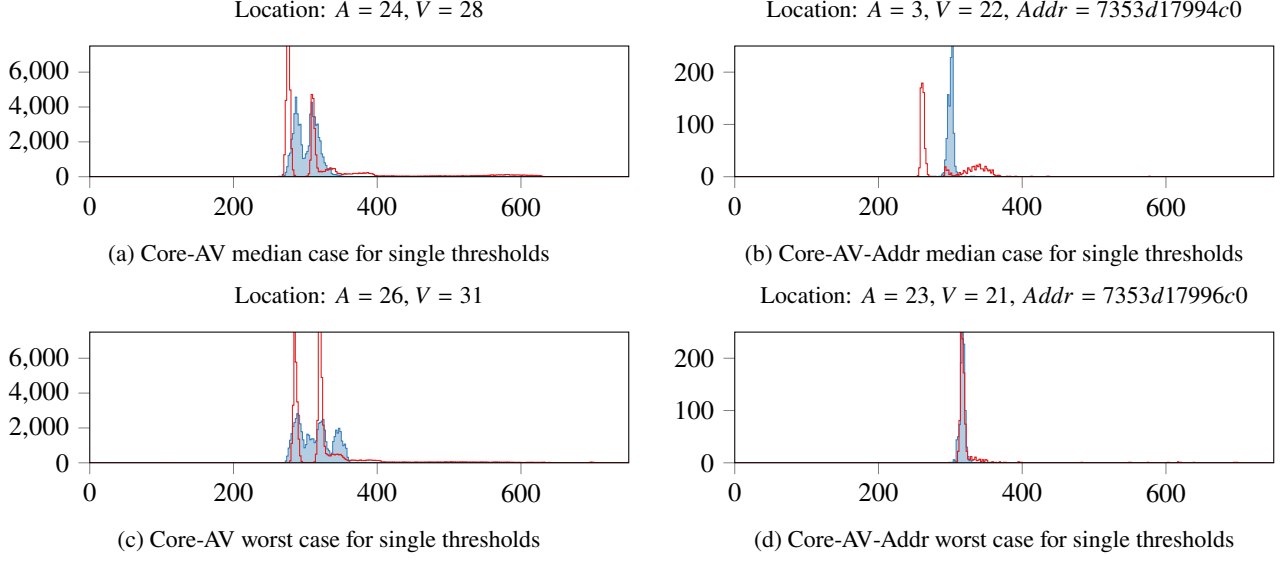 Location: A = 24, V = 28
6,000
4,000
2,000
0
0 200 400 600
(a) Core-AV median case for single thresholds
Location: A = 3, V = 22, Addr = 7353d17994c0
200
100
0
0 200 400 600
(b) Core-AV-Addr median case for single thresholds
Location: A = 26, V = 31
6,000
4,000
2,000
0
0 200 400 600
(c) Core-AV worst case for single thresholds
Location: A = 23, V = 21, Addr = 7353d17996c0
200
100
0
0 200 400 600
(d) Core-AV-Addr worst case for single thresholds